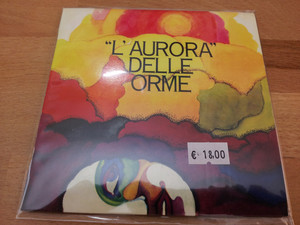 "L'AURORA"
DELLE
ORME
€ 18.00